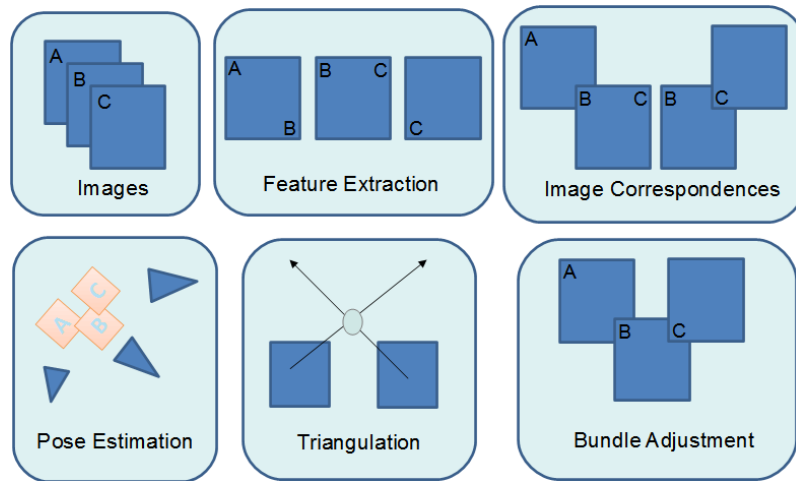 A
B
C
Images
A
B
B
C
C
Feature Extraction
A
B
C
B
C
Image Correspondences
A
B
C
Pose Estimation
Triangulation
A
B
C
Bundle Adjustment